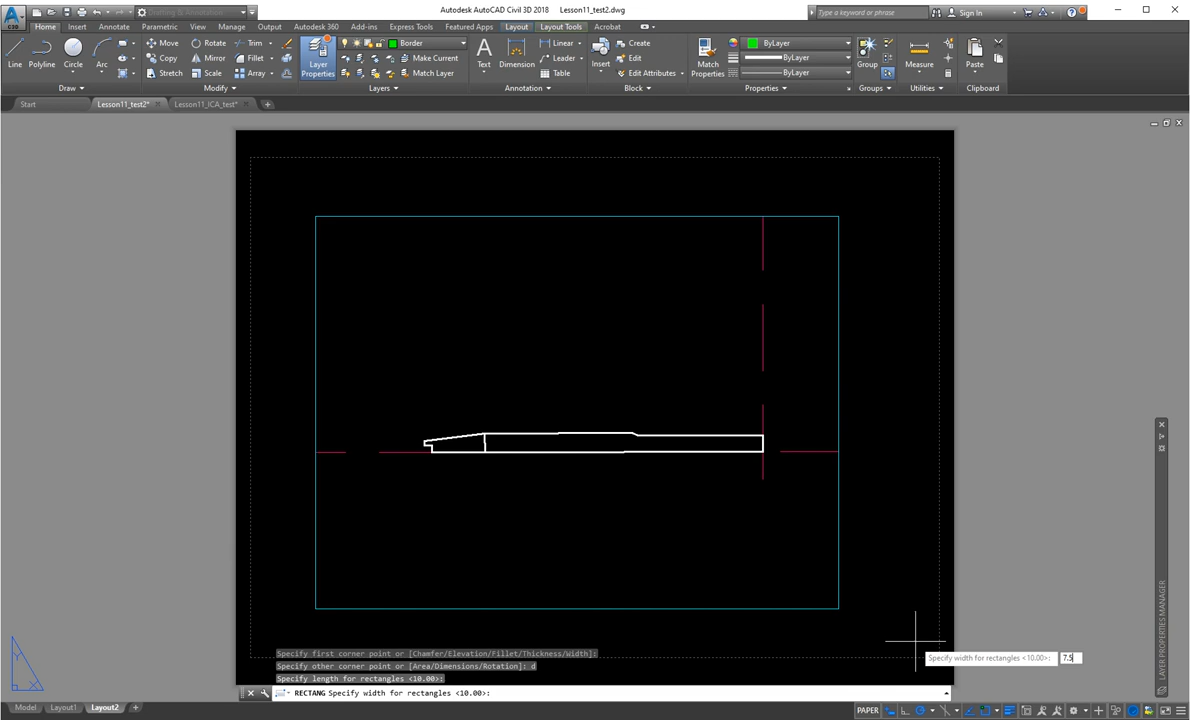 Drafting & Annotation
Autodesk AutoCAD Civil 3D 2018 Lesson11_test2.dwg
Type a keyword or phrase
Sign In
C3D
Home Insert Annotate Parametric View Manage Output Autodesk 360 Add-ins Express Tools Featured Apps Layout Layout Tools Acrobat
Line Polyline Circle Arc
Move Rotate Trim
Copy Mirror Fillet
Stretch Scale Array
Layer Properties
Border
Make Current
Match Layer
Text Dimension
Linear
Leader
Table
Insert
Create
Edit
Edit Attributes
Match Properties
ByLayer
ByLayer
ByLayer
Group
Measure
Paste
Draw Modify Layers Annotation Block Properties Groups Utilities Clipboard
Start Lesson11_test2* Lesson11_ICA_test*
Y
X
Specify first corner point or [Chamfer/Elevation/Fillet/Thickness/Width]:
Specify other corner point or [Area/Dimensions/Rotation]: d
Specify length for rectangles <10.00>:
RECTANG Specify width for rectangles <10.00>:
Specify width for rectangles <10.00>: 7.5
LAYER PROPERTIES MANAGER
Model Layout1 Layout2
PAPER